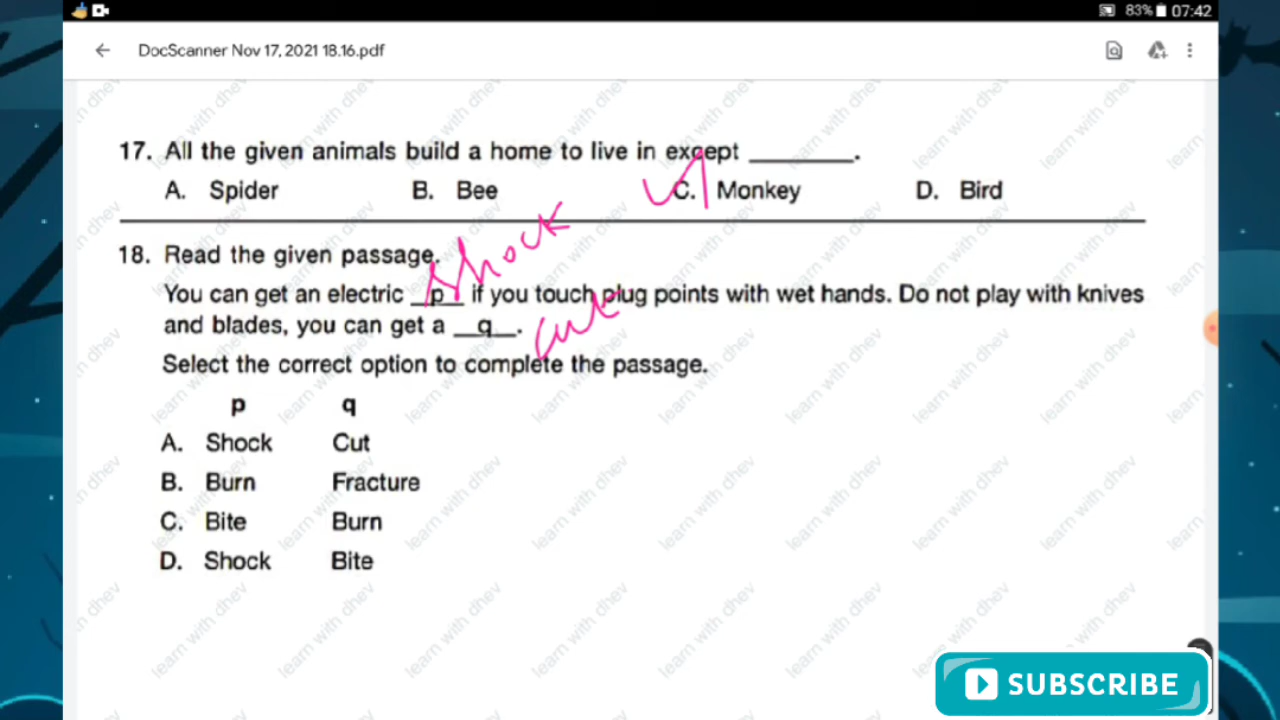 83% 07:42
DocScanner Nov 17, 2021 18.16.pdf
17. All the given animals build a home to live in except ________.
A. Spider B. Bee C. Monkey D. Bird
shock
18. Read the given passage.
You can get an electric __p__ if you touch plug points with wet hands. Do not play with knives
cut
and blades, you can get a __q__.
Select the correct option to complete the passage.
p q
A. Shock Cut
B. Burn Fracture
C. Bite Burn
D. Shock Bite
learn with dhev
SUBSCRIBE